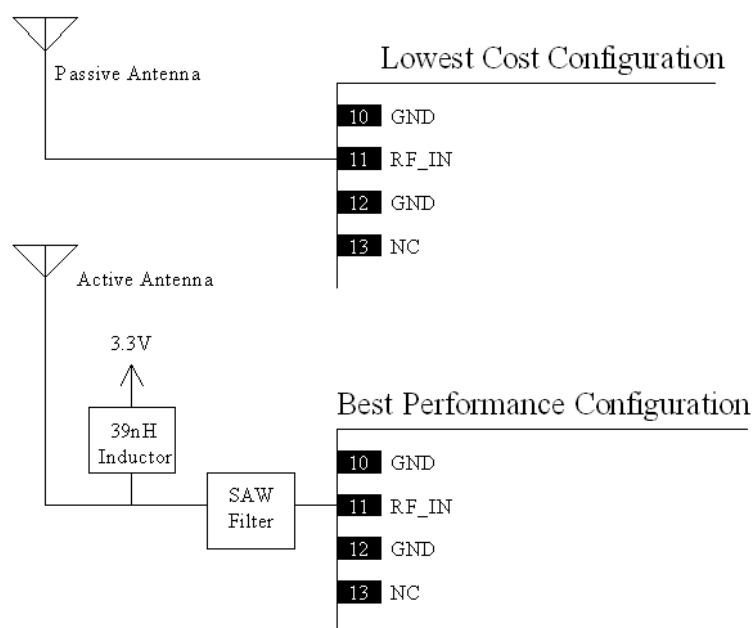 Lowest Cost Configuration
Passive Antenna
10 GND
11 RF_IN
12 GND
13 NC
Active Antenna
3.3V
Best Performance Configuration
39nH
Inductor
10 GND
SAW
Filter
11 RF_IN
12 GND
13 NC